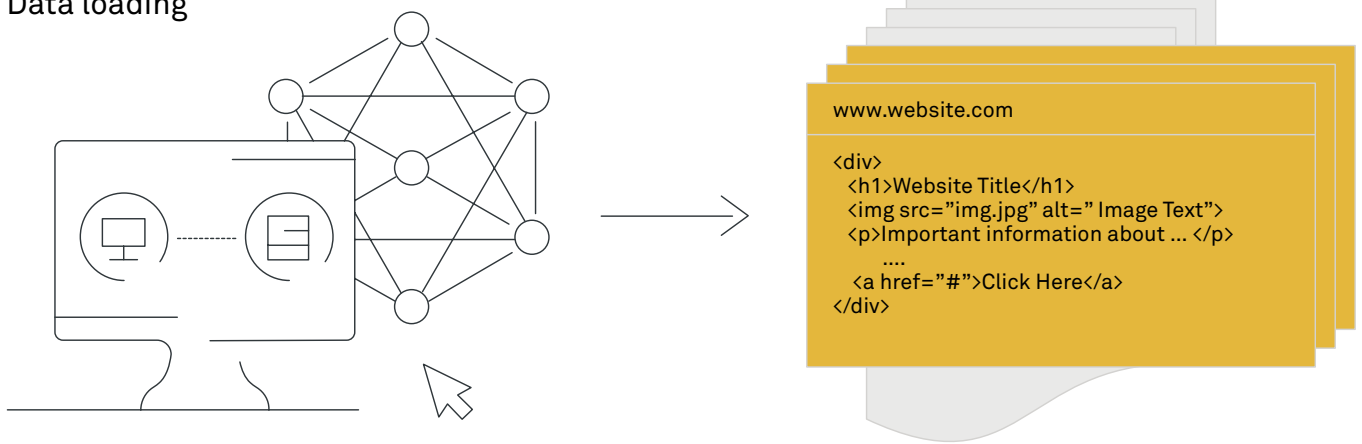 Data loading
www.website.com
<div>
<h1>Website Title</h1>
<img src=”img.jpg” alt=” Image Text”>
<p>Important information about ... </p>
....
<a href=”#”>Click Here</a>
</div>